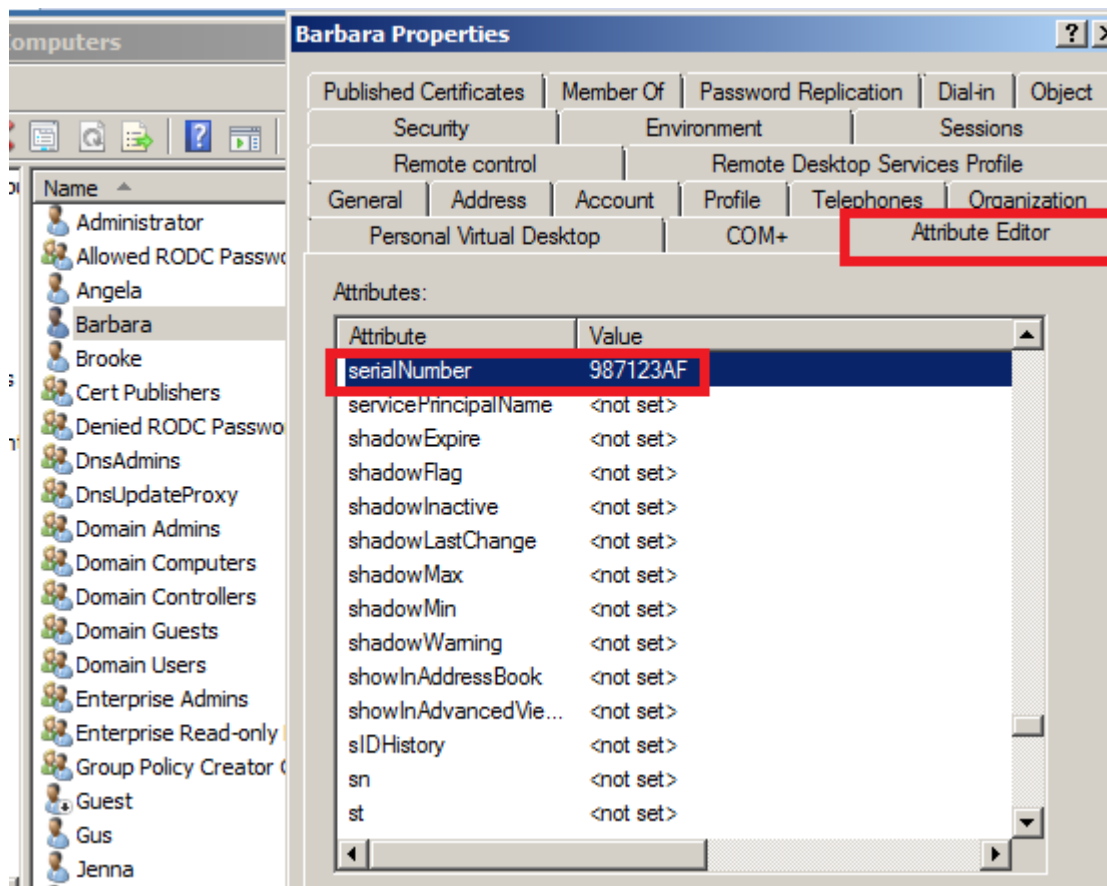 omputers
Name
Administrator
Allowed RODC Passwo
Angela
Barbara
Brooke
Cert Publishers
Denied RODC Passwo
DnsAdmins
DnsUpdateProxy
Domain Admins
Domain Computers
Domain Controllers
Domain Guests
Domain Users
Enterprise Admins
Enterprise Read-only
Group Policy Creator
Guest
Gus
Jenna
Barbara Properties
Published Certificates Member Of Password Replication Dial-in Object
Security Environment Sessions
Remote control Remote Desktop Services Profile
General Address Account Profile Telephones Organization
Personal Virtual Desktop COM+ Attribute Editor
Attributes:
Attribute Value
serialNumber 987123AF
servicePrincipalName <not set>
shadowExpire <not set>
shadowFlag <not set>
shadowInactive <not set>
shadowLastChange <not set>
shadowMax <not set>
shadowMin <not set>
shadowWarning <not set>
showInAddressBook <not set>
showInAdvancedVie... <not set>
sIDHistory <not set>
sn <not set>
st <not set>